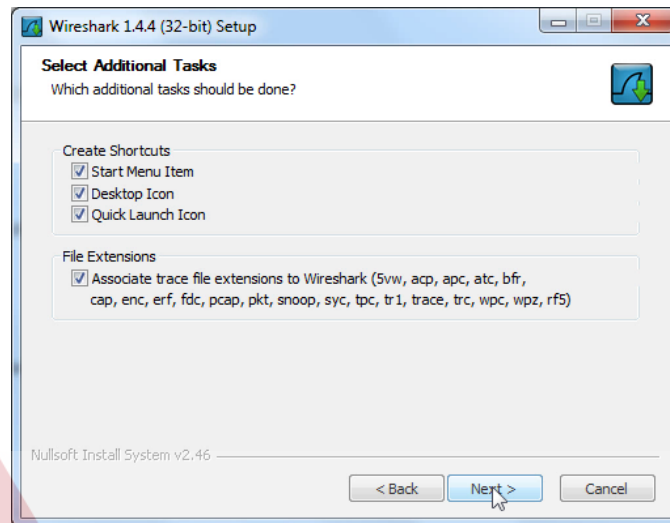 Wireshark 1.4.4 (32-bit) Setup
Select Additional Tasks
Which additional tasks should be done?
Create Shortcuts
Start Menu Item
Desktop Icon
Quick Launch Icon
File Extensions
Associate trace file extensions to Wireshark (5vw, acp, apc, atc, bfr,
cap, enc, erf, fdc, pcap, pkt, snoop, syc, tpc, tr1, trace, trc, wpc, wpz, rf5)
Nullsoft Install System v2.46
< Back Next > Cancel